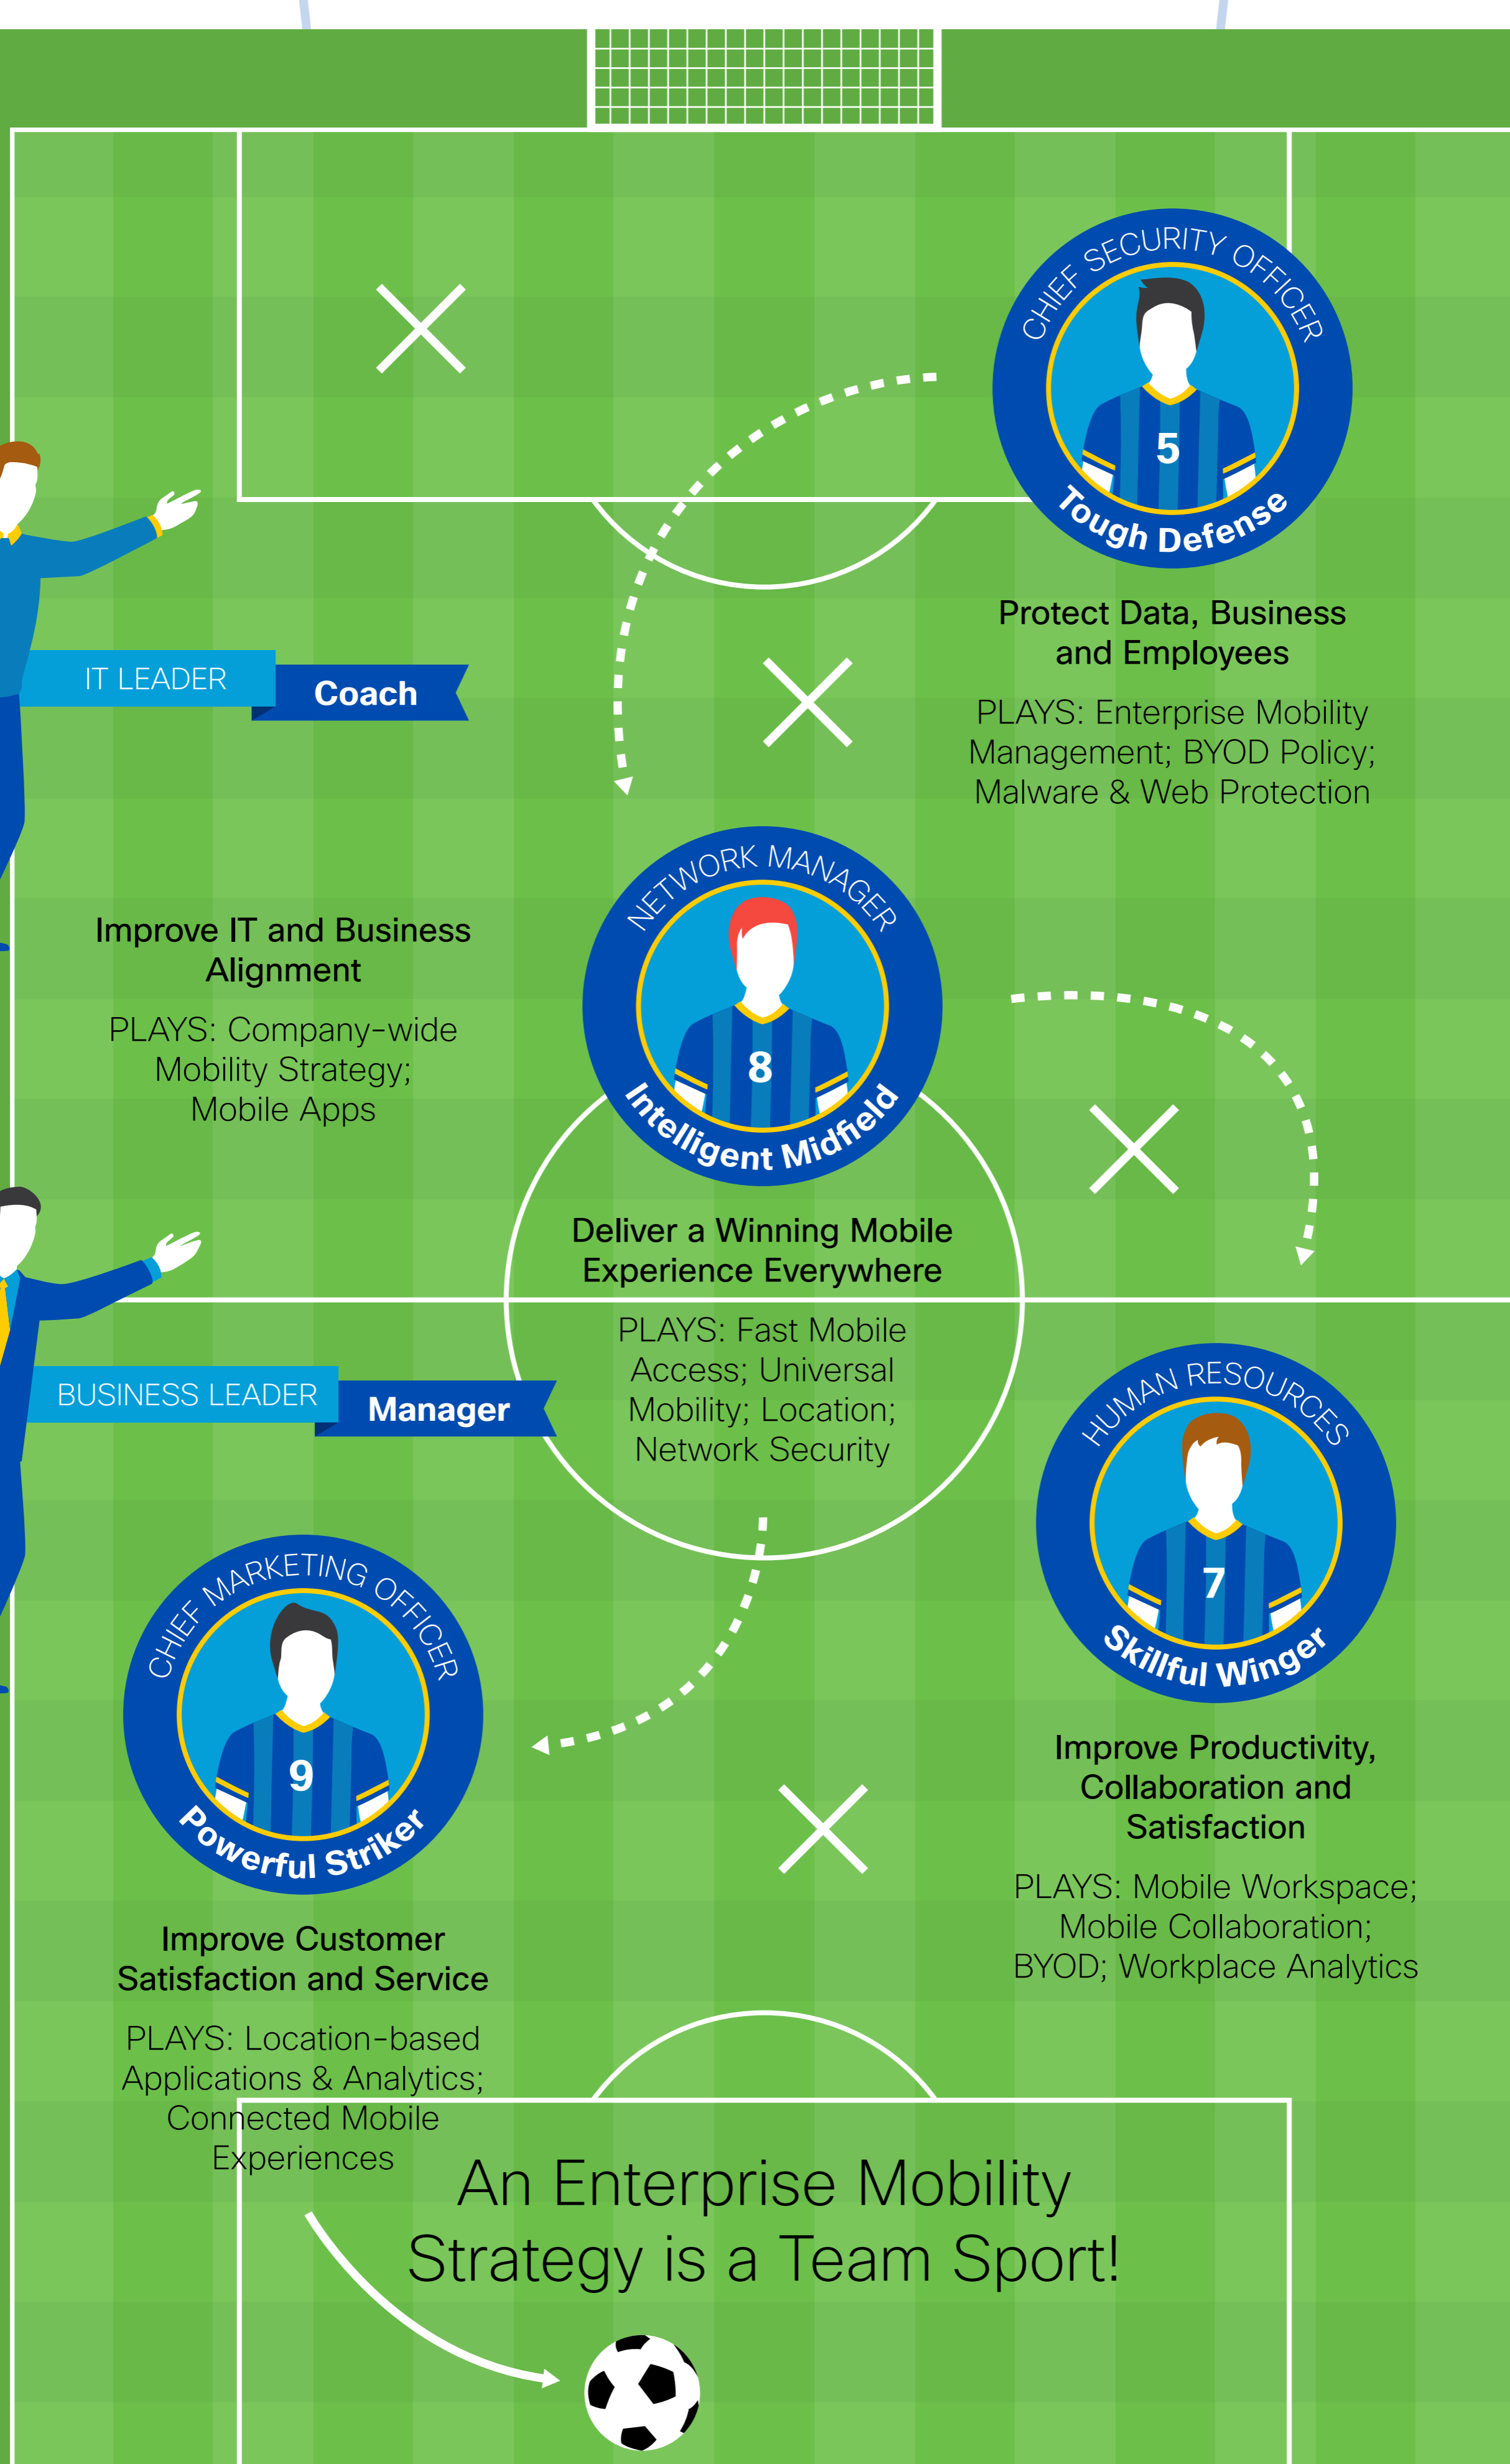 CHIEF SECURITY OFFICER
5
Tough Defense
Protect Data, Business
and Employees
PLAYS: Enterprise Mobility
Management; BYOD Policy;
Malware & Web Protection
IT LEADER
Coach
Improve IT and Business
Alignment
PLAYS: Company-wide
Mobility Strategy;
Mobile Apps
NETWORK MANAGER
8
Intelligent Midfield
Deliver a Winning Mobile
Experience Everywhere
PLAYS: Fast Mobile
Access; Universal
Mobility; Location;
Network Security
BUSINESS LEADER
Manager
HUMAN RESOURCES
7
Skillful Winger
Improve Productivity,
Collaboration and
Satisfaction
PLAYS: Mobile Workspace;
Mobile Collaboration;
BYOD; Workplace Analytics
CHIEF MARKETING OFFICER
9
Powerful Striker
Improve Customer
Satisfaction and Service
PLAYS: Location-based
Applications & Analytics;
Connected Mobile
Experiences
An Enterprise Mobility
Strategy is a Team Sport!